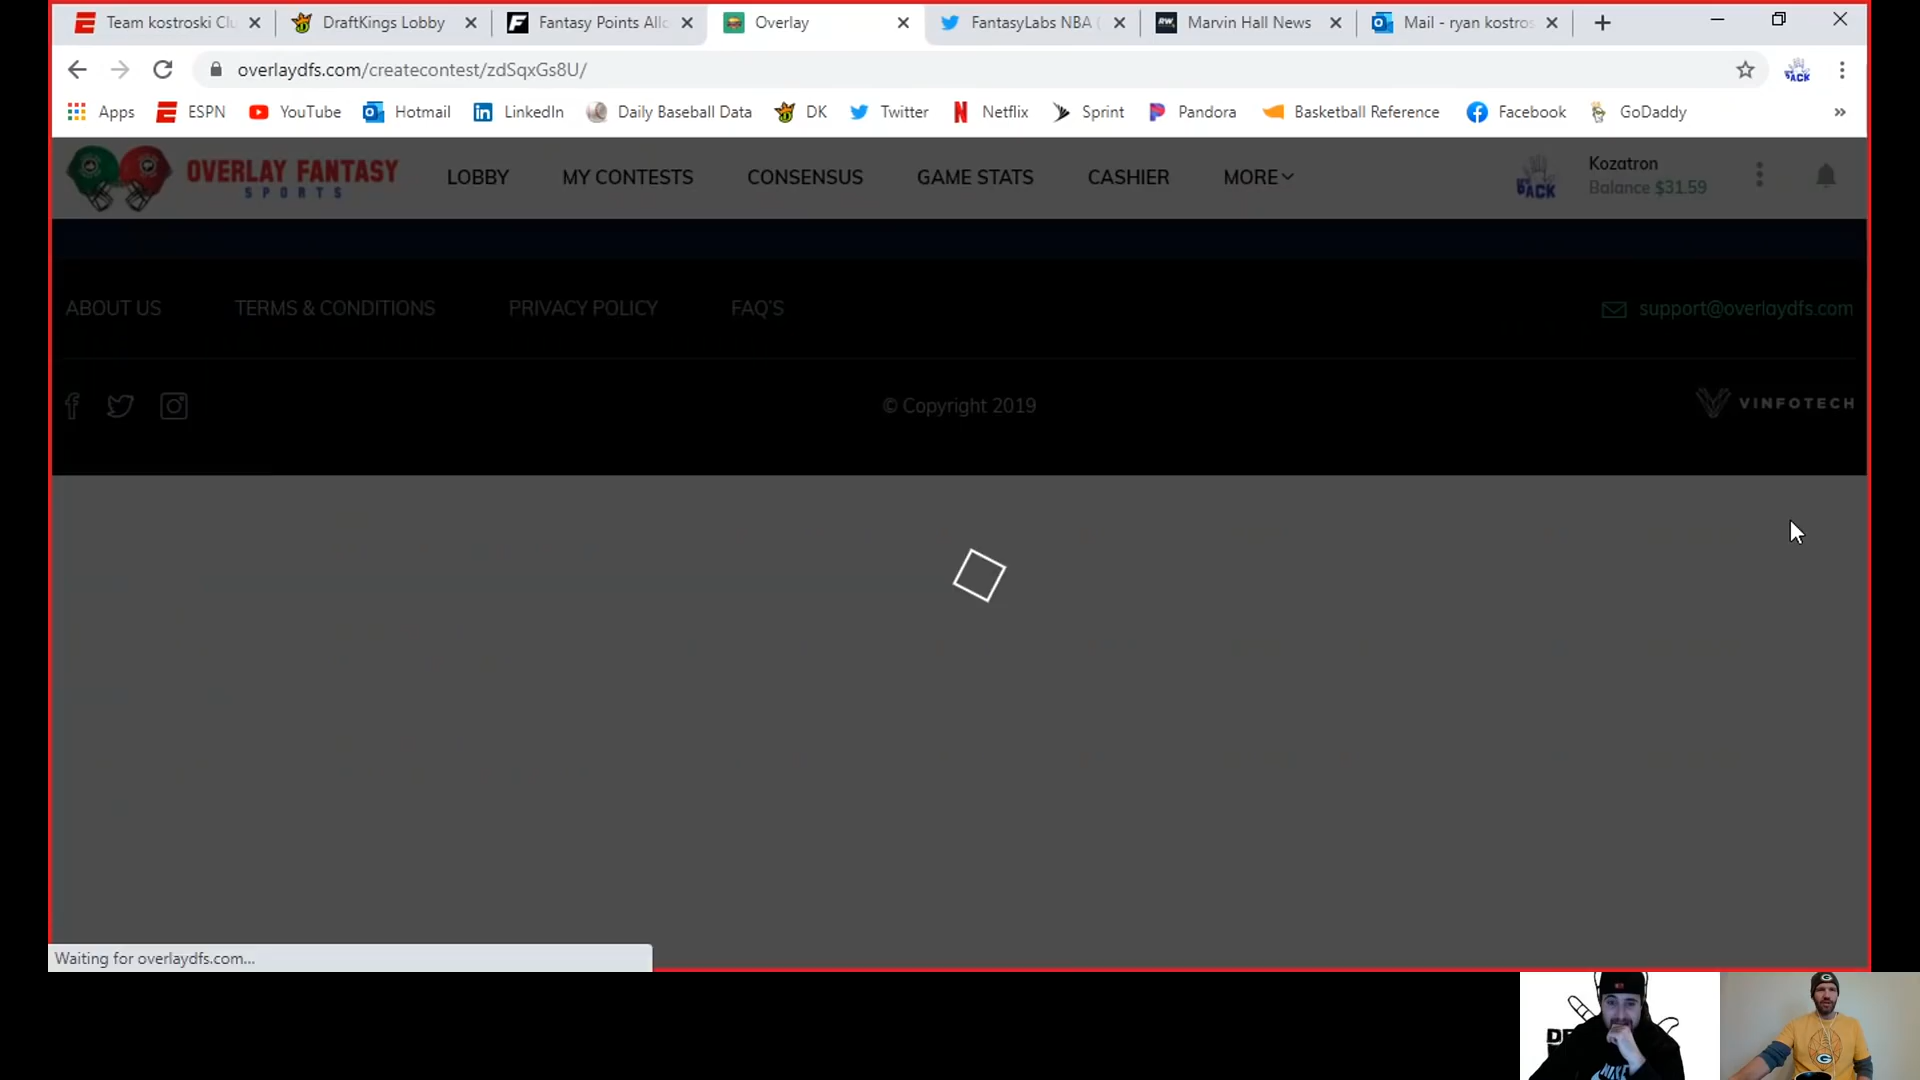 Team kostroski Clu
DraftKings Lobby
Fantasy Points Allo
Overlay
FantasyLabs NBA
Marvin Hall News
Mail - ryan kostros
overlaydfs.com/createcontest/zdSqxGs8U/
Apps
ESPN
YouTube
Hotmail
LinkedIn
Daily Baseball Data
DK
Twitter
Netflix
Sprint
Pandora
Basketball Reference
Facebook
GoDaddy
OVERLAY FANTASY
SPORTS
LOBBY
MY CONTESTS
CONSENSUS
GAME STATS
CASHIER
MORE
Kozatron
Balance $31.59
ABOUT US
TERMS & CONDITIONS
PRIVACY POLICY
FAQ'S
support@overlaydfs.com
© Copyright 2019
VINFOTECH
Waiting for overlaydfs.com...